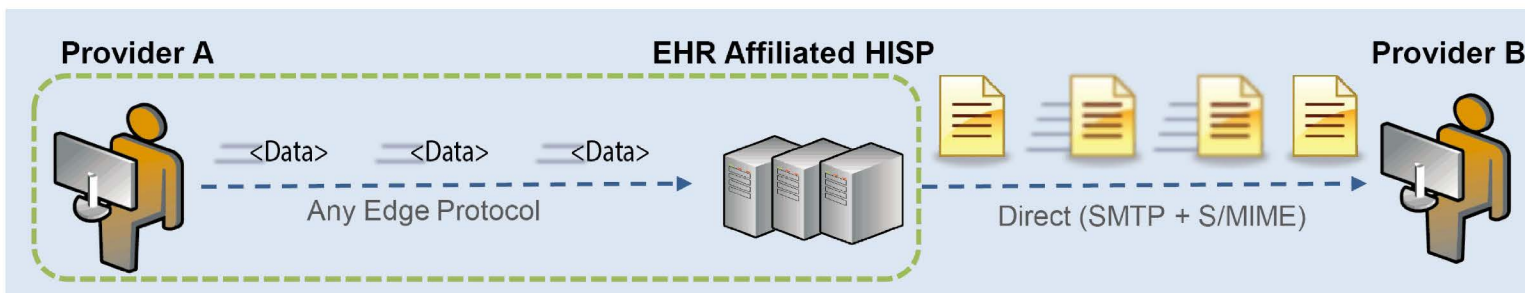 Provider A
EHR Affiliated HISP
Provider B
<Data>
<Data>
<Data>
Any Edge Protocol
Direct (SMTP + S/MIME)